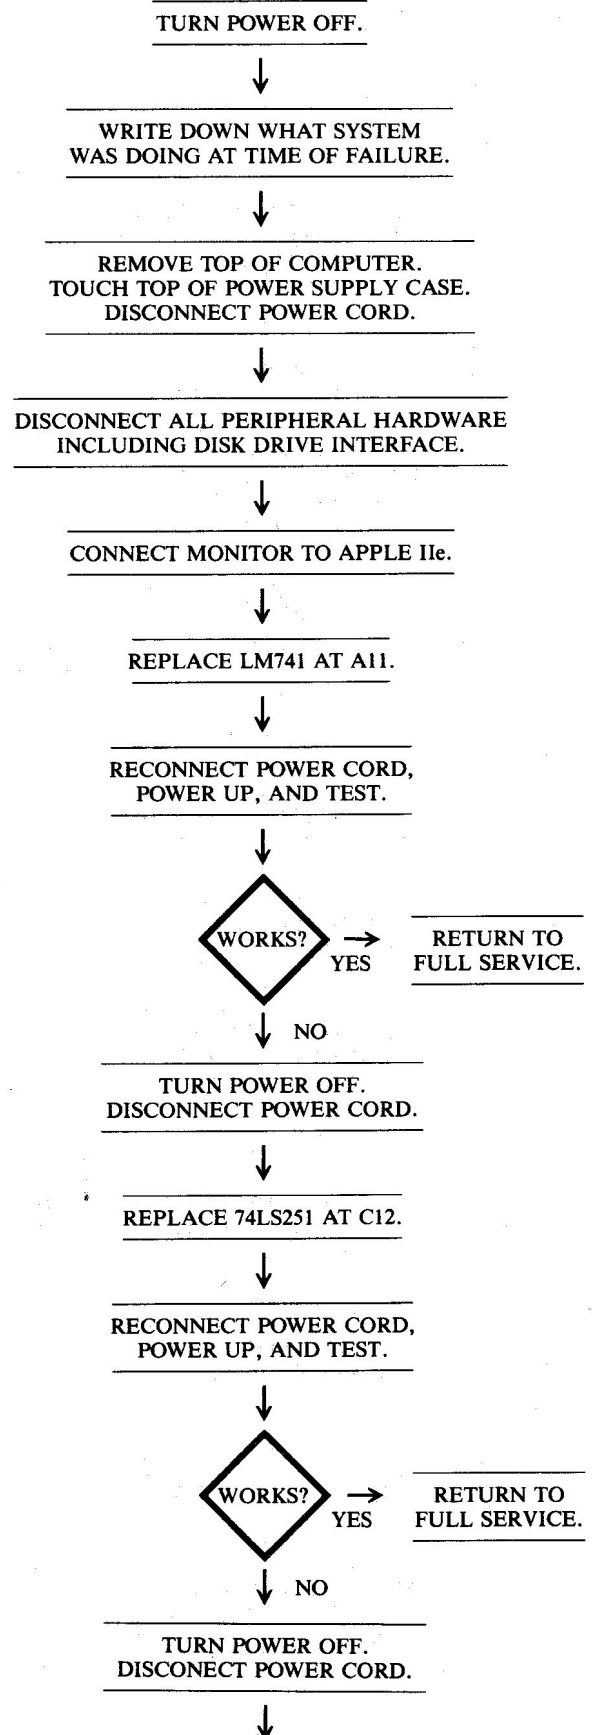 TURN POWER OFF.
WRITE DOWN WHAT SYSTEM
WAS DOING AT TIME OF FAILURE.
REMOVE TOP OF COMPUTER.
TOUCH TOP OF POWER SUPPLY CASE.
DISCONNECT POWER CORD.
DISCONNECT ALL PERIPHERAL HARDWARE
INCLUDING DISK DRIVE INTERFACE.
CONNECT MONITOR TO APPLE IIe.
REPLACE LM741 AT A11.
RECONNECT POWER CORD,
POWER UP, AND TEST.
WORKS?
YES
RETURN TO
FULL SERVICE.
NO
TURN POWER OFF.
DISCONNECT POWER CORD.
REPLACE 74LS251 AT C12.
RECONNECT POWER CORD,
POWER UP, AND TEST.
WORKS?
YES
RETURN TO
FULL SERVICE.
NO
TURN POWER OFF.
DISCONECT POWER CORD.